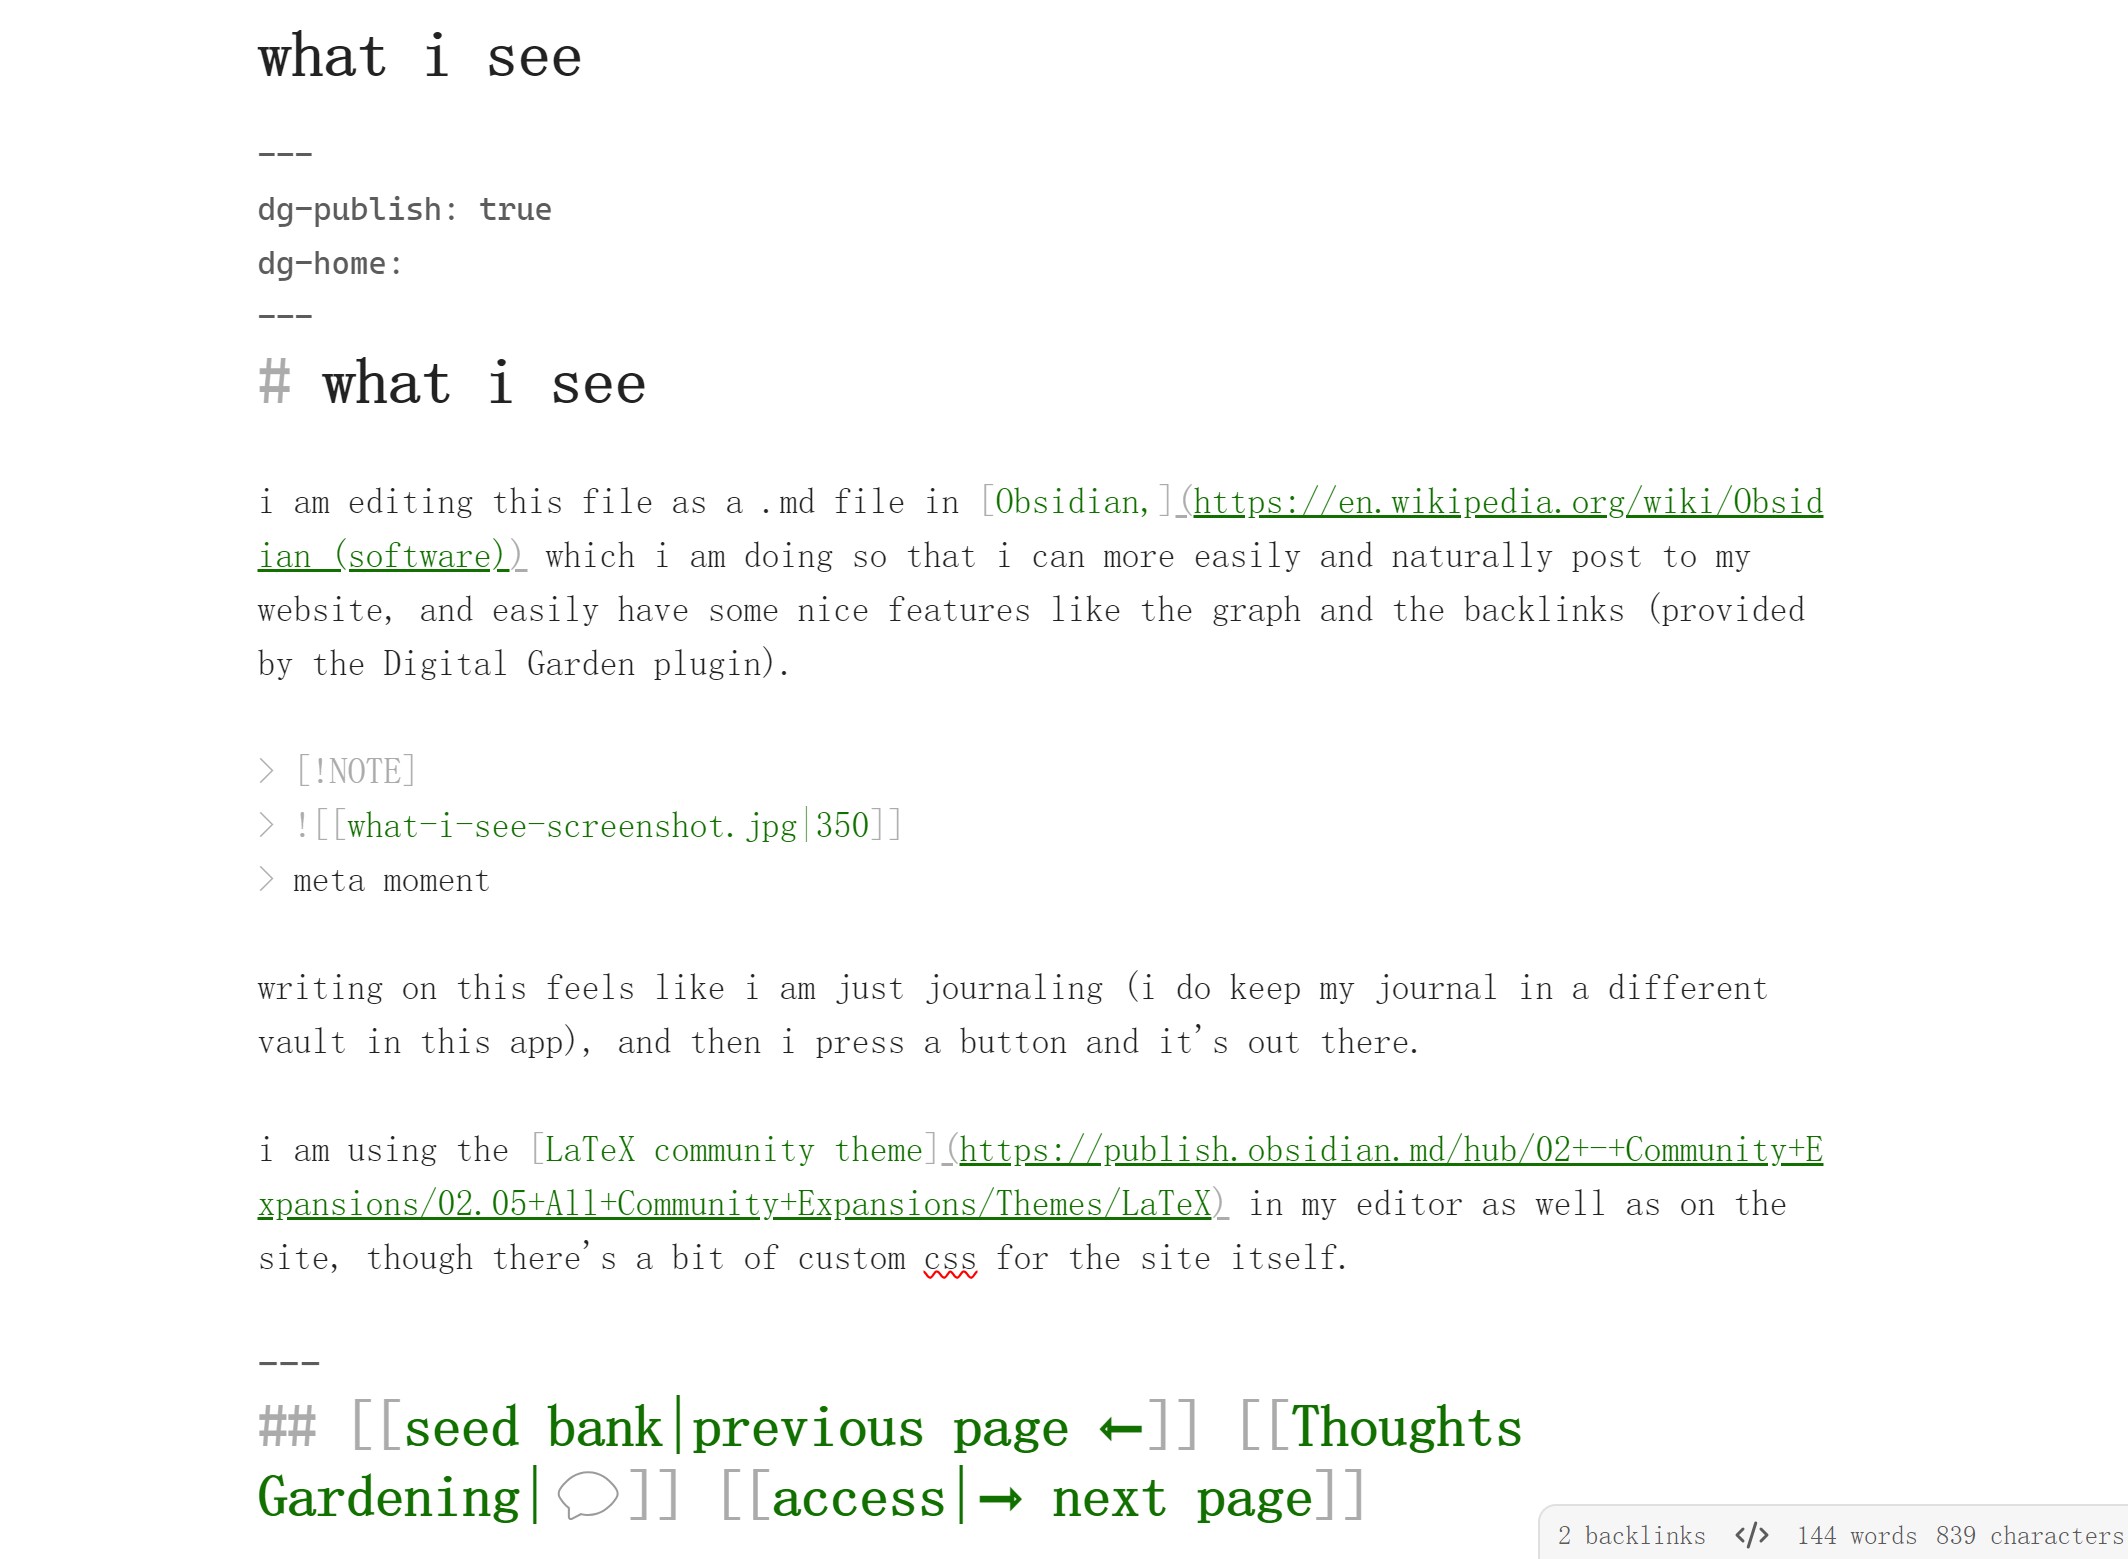 what i see
---
dg-publish: true
dg-home:
---
# what i see
i am editing this file as a .md file in [Obsidian,](https://en.wikipedia.org/wiki/Obsid
ian_(software)) which i am doing so that i can more easily and naturally post to my
website, and easily have some nice features like the graph and the backlinks (provided
by the Digital Garden plugin).
> [!NOTE]
> ![[what-i-see-screenshot.jpg|350]]
> meta moment
writing on this feels like i am just journaling (i do keep my journal in a different
vault in this app), and then i press a button and it's out there.
i am using the [LaTeX community theme](https://publish.obsidian.md/hub/02+-+Community+E
xpansions/02.05+All+Community+Expansions/Themes/LaTeX) in my editor as well as on the
site, though there's a bit of custom css for the site itself.
---
## [[seed bank|previous page ←]] [[Thoughts
Gardening|💬]] [[access|→ next page]]
2 backlinks </> 144 words 839 characters